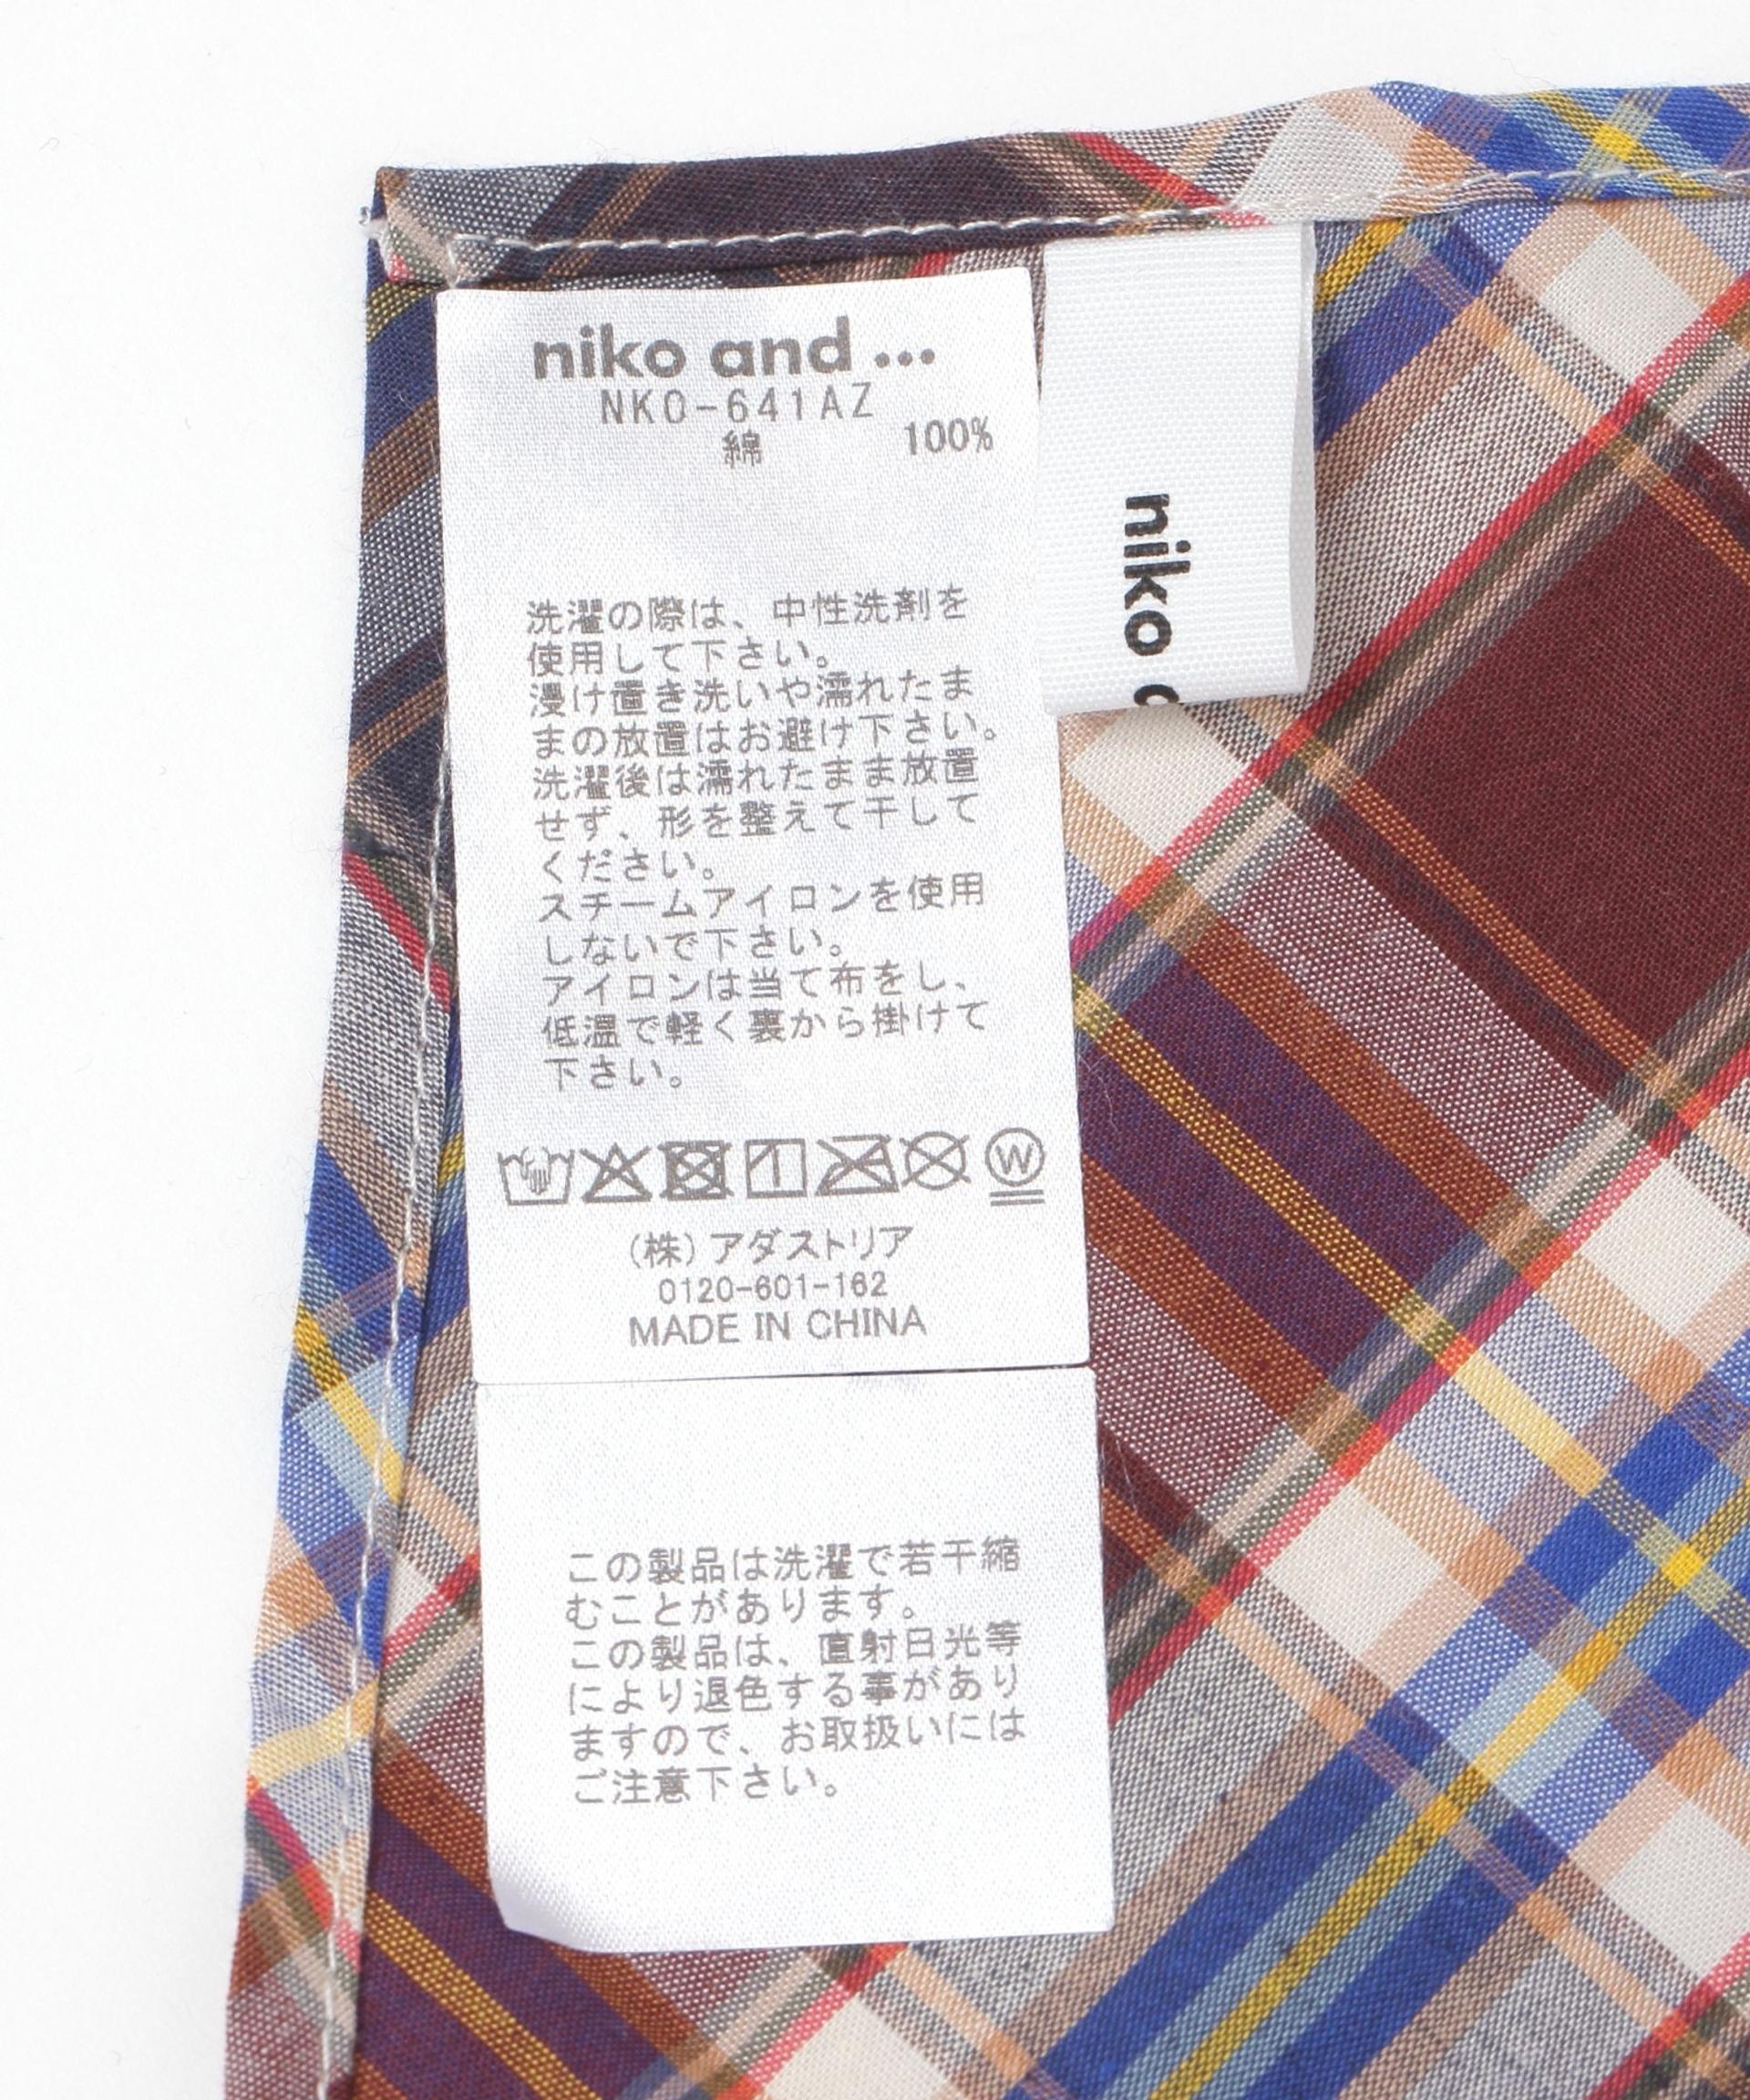 niko and ...
NKO-641AZ
綿 100%
洗濯の際は、中性洗剤を
使用して下さい。
浸け置き洗いや濡れたま
まの放置はお避け下さい。
洗濯後は濡れたまま放置
せず、形を整えて干して
ください。
スチームアイロンを使用
しないで下さい。
アイロンは当て布をし、
低温で軽く裏から掛けて
下さい。
W
(株)アダストリア
0120-601-162
MADE IN CHINA
この製品は洗濯で若干縮
むことがあります。
この製品は、直射日光等
により退色する事があり
ますので、お取扱いには
ご注意下さい。
niko